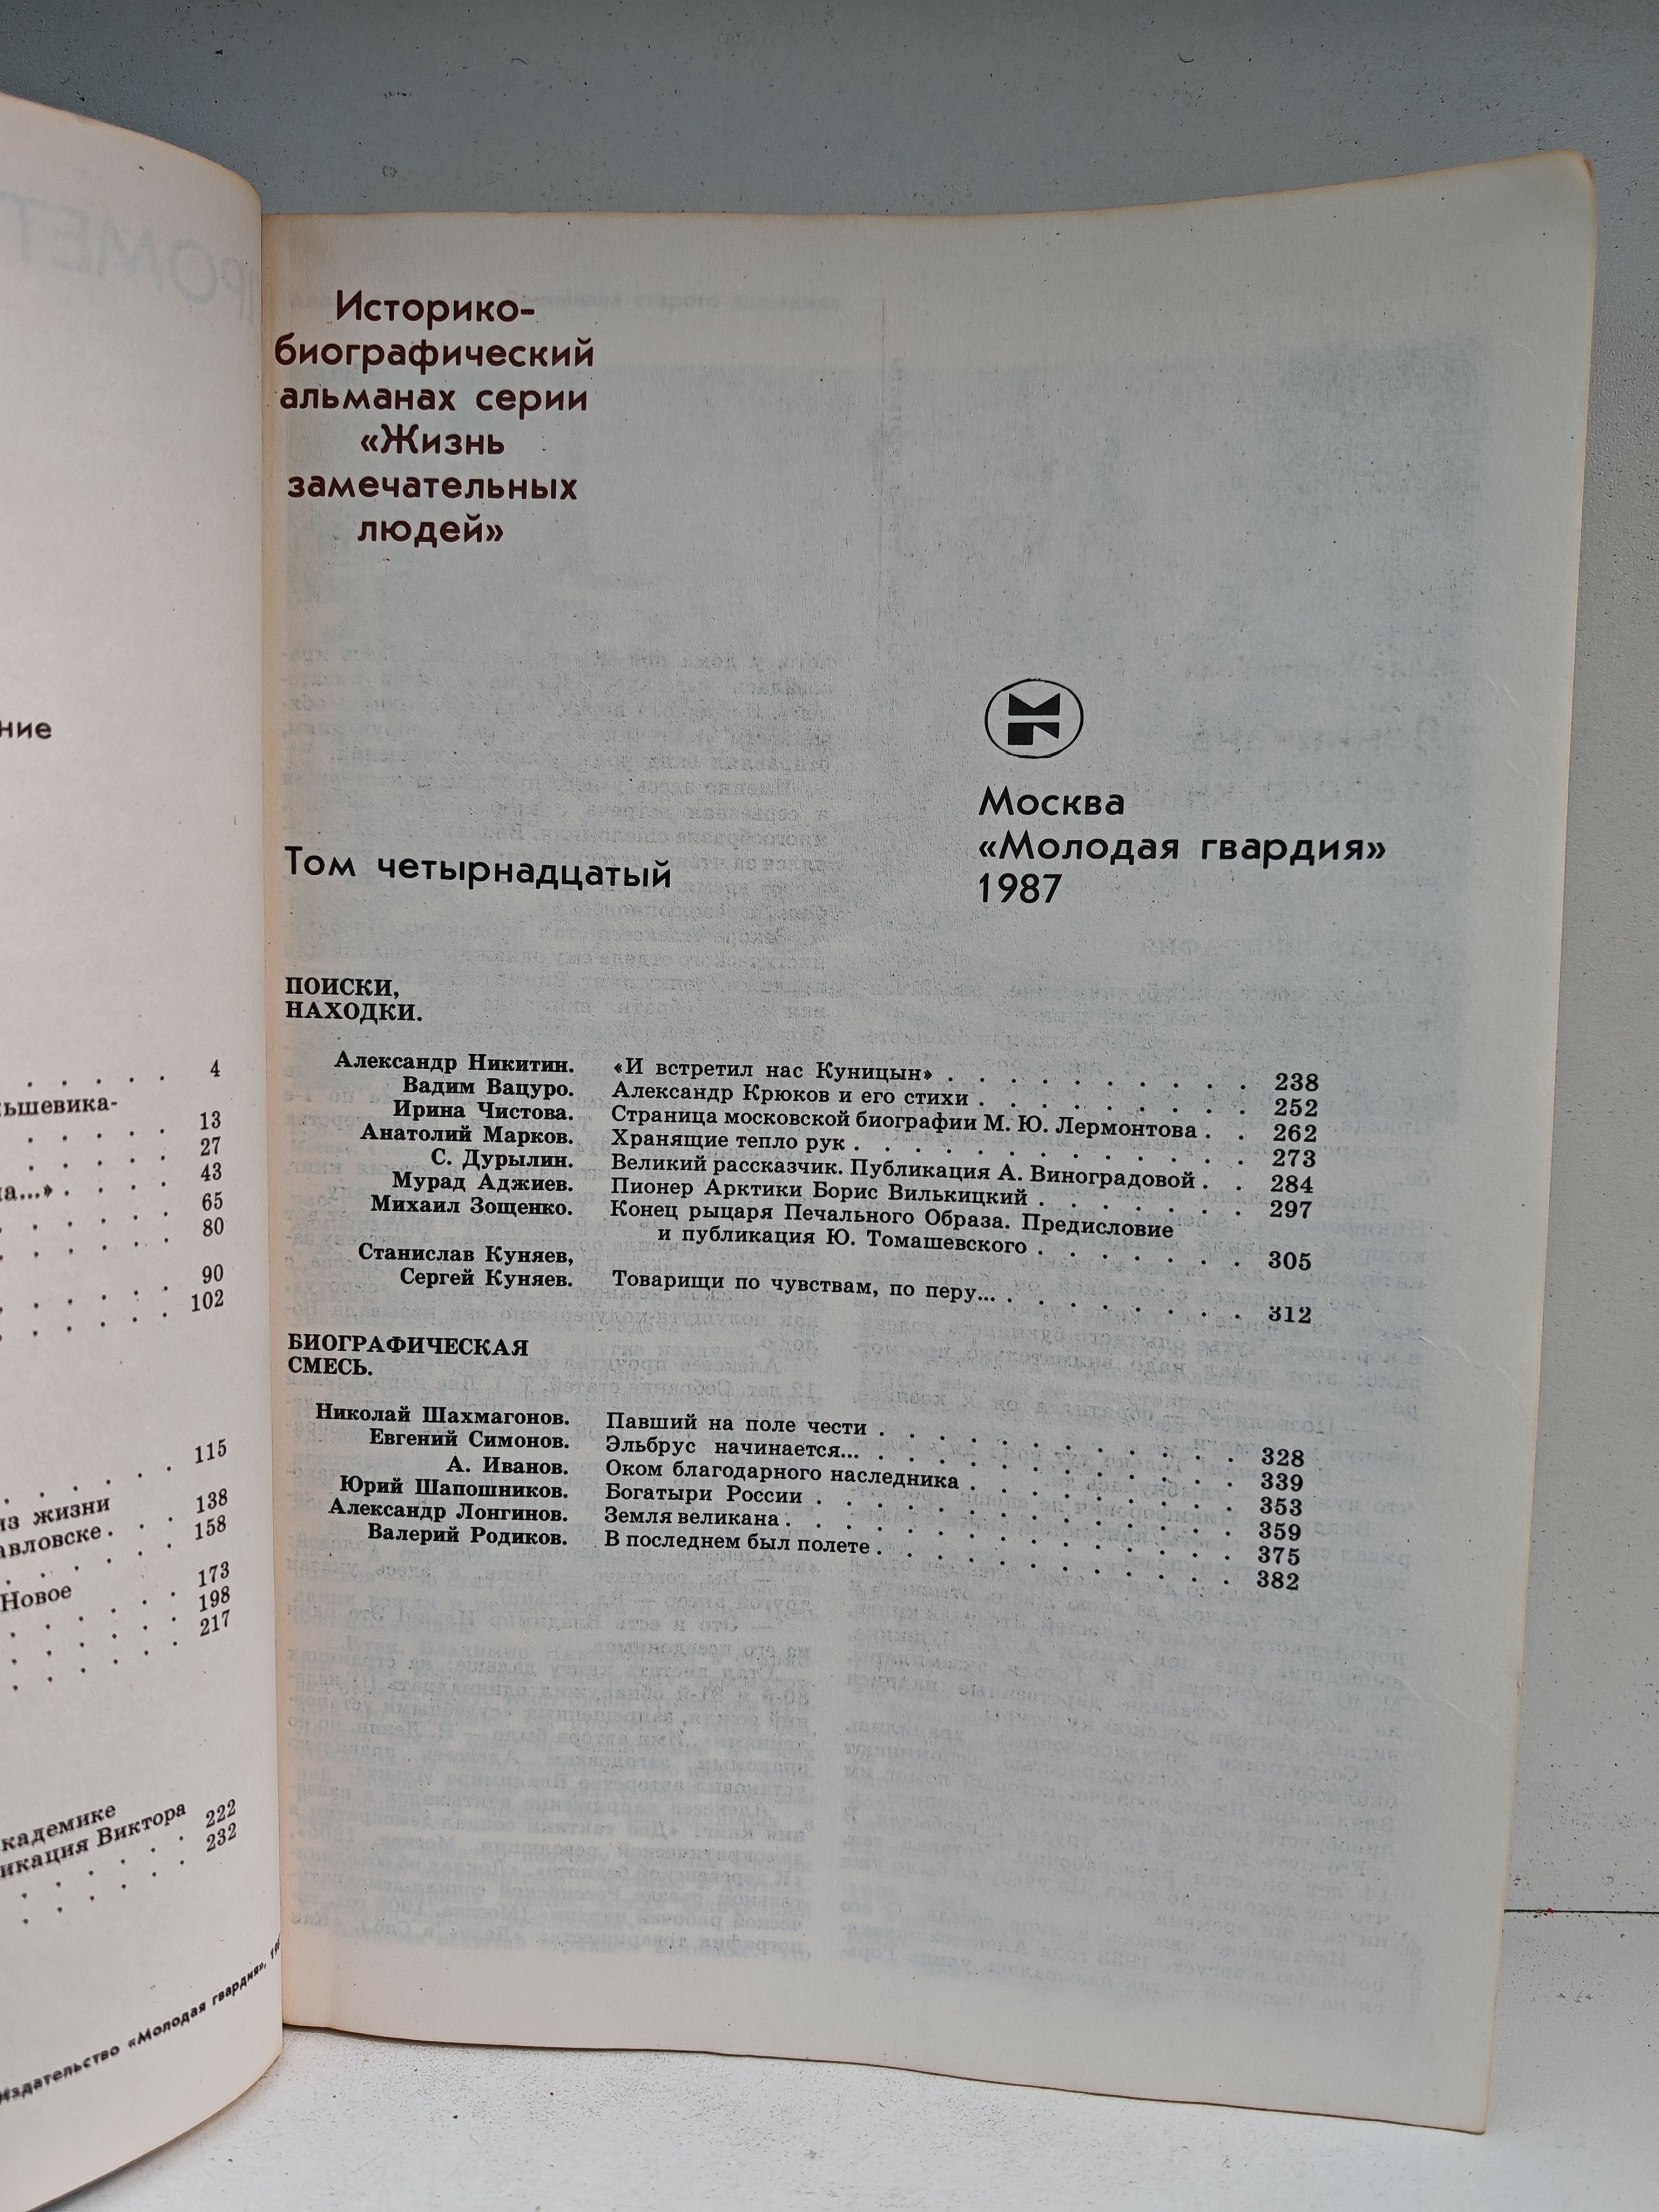 ние
4
13
27
43
65
80
90
102
115
из жизни
138
158
Новое
173
198
217
Виктора
222
232
«Молодая гвардия»,
Историко-
биографический
альманах серии
«Жизнь
замечательных
людей»
Москва
«Молодая гвардия»
1987
Том четырнадцатый
ПОИСКИ,
НАХОДКИ.
Александр Никитин. «И встретил нас Куницын» . . . . . . . . . 238
Вадим Вацуро. Александр Крюков и его стихи . . . . . . . . 252
Ирина Чистова. Страница московской биографии М. Ю. Лермонтова . . 262
Анатолий Марков. Хранящие тепло рук . . . . . . . . . . . 273
С. Дурылин. Великий рассказчик. Публикация А. Виноградовой . . 284
Мурад Аджиев. Пионер Арктики Борис Вилькицкий . . . . . . 297
Михаил Зощенко. Конец рыцаря Печального Образа. Предисловие
и публикация Ю. Томашевского . . . . . . 305
Станислав Куняев,
Сергей Куняев. Товарищи по чувствам, по перу... . . . . . . . 312
БИОГРАФИЧЕСКАЯ
СМЕСЬ.
Николай Шахмагонов. Павший на поле чести . . . . . . . . . . 328
Евгений Симонов. Эльбрус начинается... . . . . . . . . . . 339
А. Иванов. Оком благодарного наследника . . . . . . . . 353
Юрий Шапошников. Богатыри России . . . . . . . . . . . . 359
Александр Лонгинов. Земля великана . . . . . . . . . . . . 375
Валерий Родиков. В последнем был полете . . . . . . . . . . 382